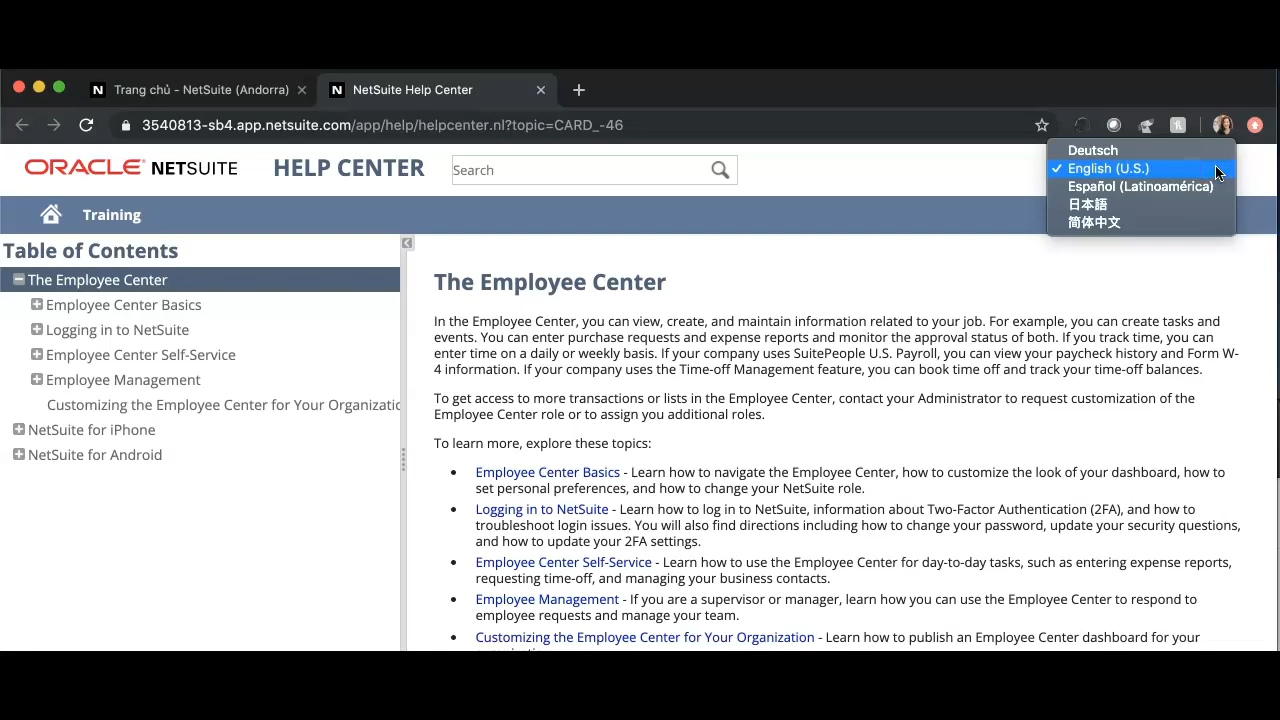 Trang chủ - NetSuite (Andorra)
NetSuite Help Center
3540813-sb4.app.netsuite.com/app/help/helpcenter.nl?topic=CARD_-46
ORACLE NETSUITE
HELP CENTER
Search
Deutsch
English (U.S.)
Español (Latinoamérica)
日本語
简体中文
Training
Table of Contents
The Employee Center
Employee Center Basics
Logging in to NetSuite
Employee Center Self-Service
Employee Management
Customizing the Employee Center for Your Organizatio
NetSuite for iPhone
NetSuite for Android
The Employee Center
In the Employee Center, you can view, create, and maintain information related to your job. For example, you can create tasks and
events. You can enter purchase requests and expense reports and monitor the approval status of both. If you track time, you can
enter time on a daily or weekly basis. If your company uses SuitePeople U.S. Payroll, you can view your paycheck history and Form W-
4 information. If your company uses the Time-off Management feature, you can book time off and track your time-off balances.
To get access to more transactions or lists in the Employee Center, contact your Administrator to request customization of the
Employee Center role or to assign you additional roles.
To learn more, explore these topics:
• Employee Center Basics - Learn how to navigate the Employee Center, how to customize the look of your dashboard, how to
set personal preferences, and how to change your NetSuite role.
• Logging in to NetSuite - Learn how to log in to NetSuite, information about Two-Factor Authentication (2FA), and how to
troubleshoot login issues. You will also find directions including how to change your password, update your security questions,
and how to update your 2FA settings.
• Employee Center Self-Service - Learn how to use the Employee Center for day-to-day tasks, such as entering expense reports,
requesting time-off, and managing your business contacts.
• Employee Management - If you are a supervisor or manager, learn how you can use the Employee Center to respond to
employee requests and manage your team.
• Customizing the Employee Center for Your Organization - Learn how to publish an Employee Center dashboard for your